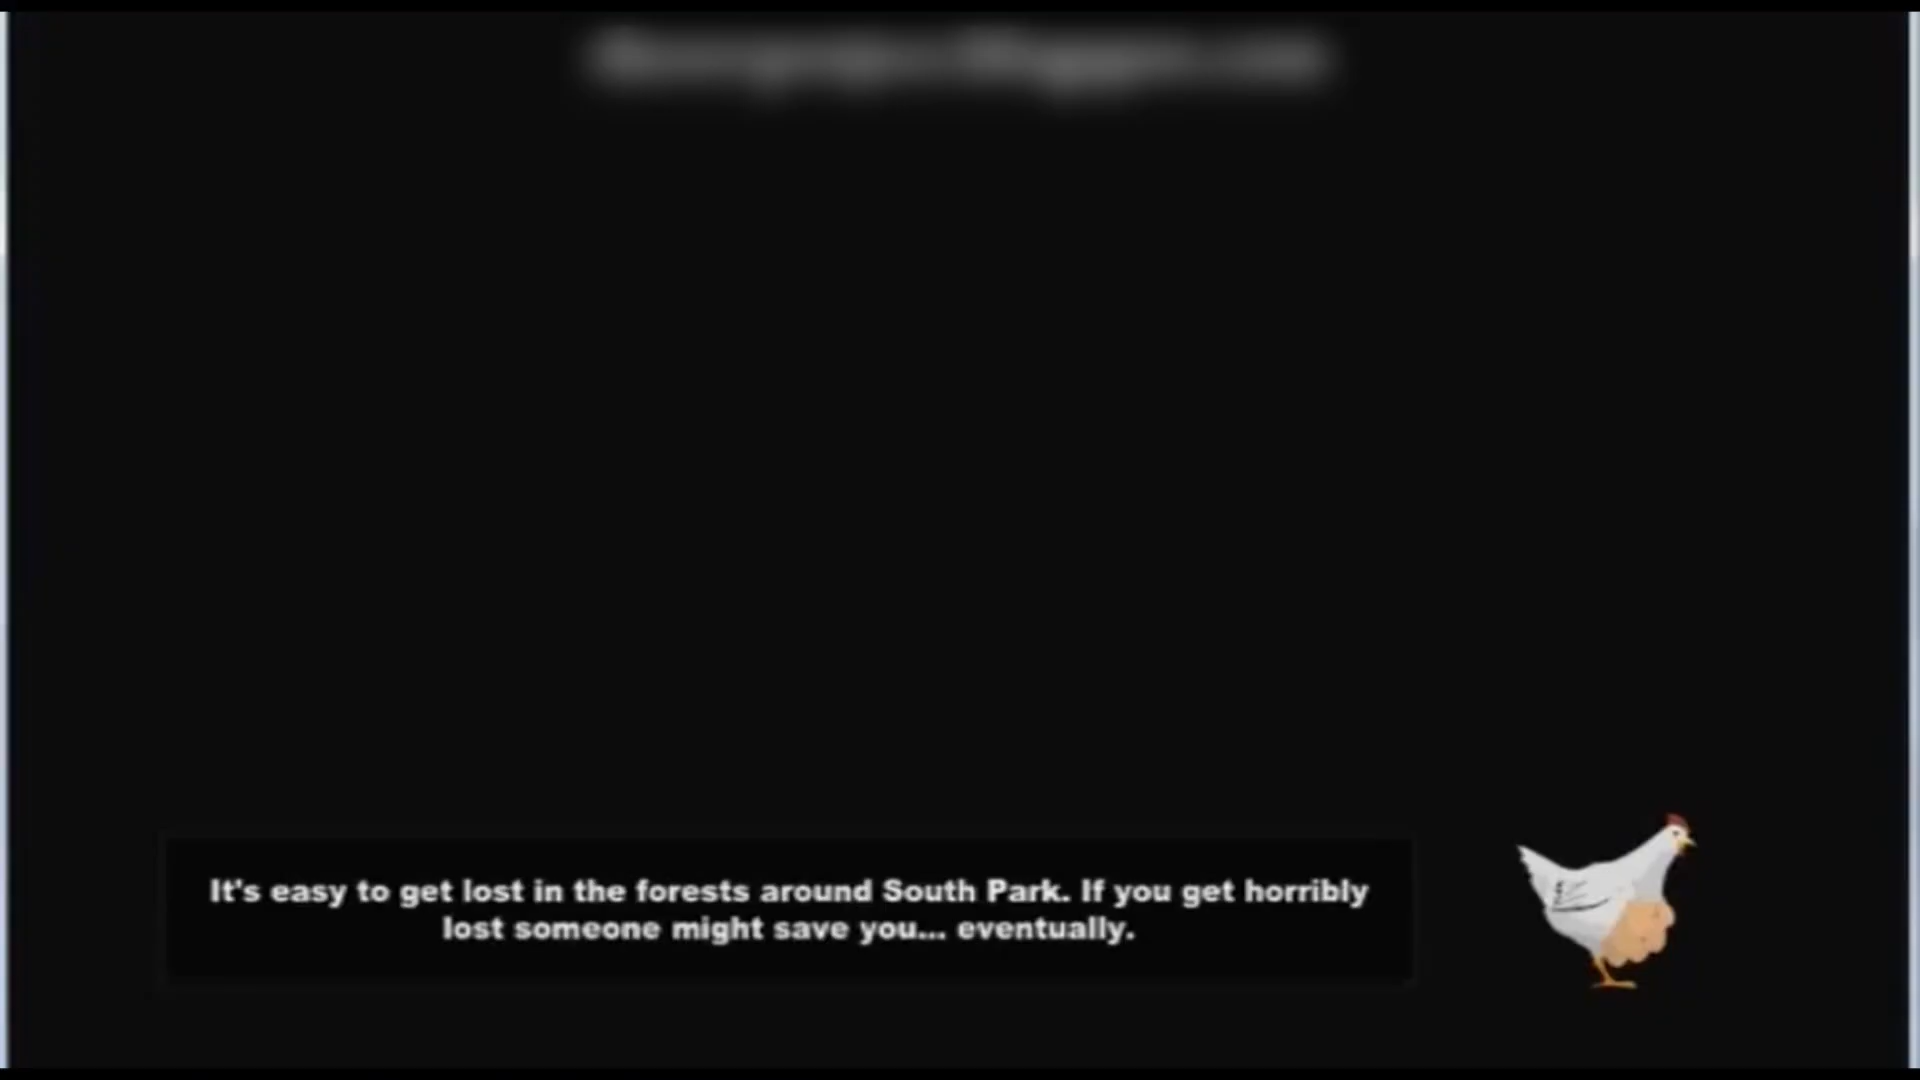 It's easy to get lost in the forests around South Park. If you get horribly
lost someone might save you... eventually.